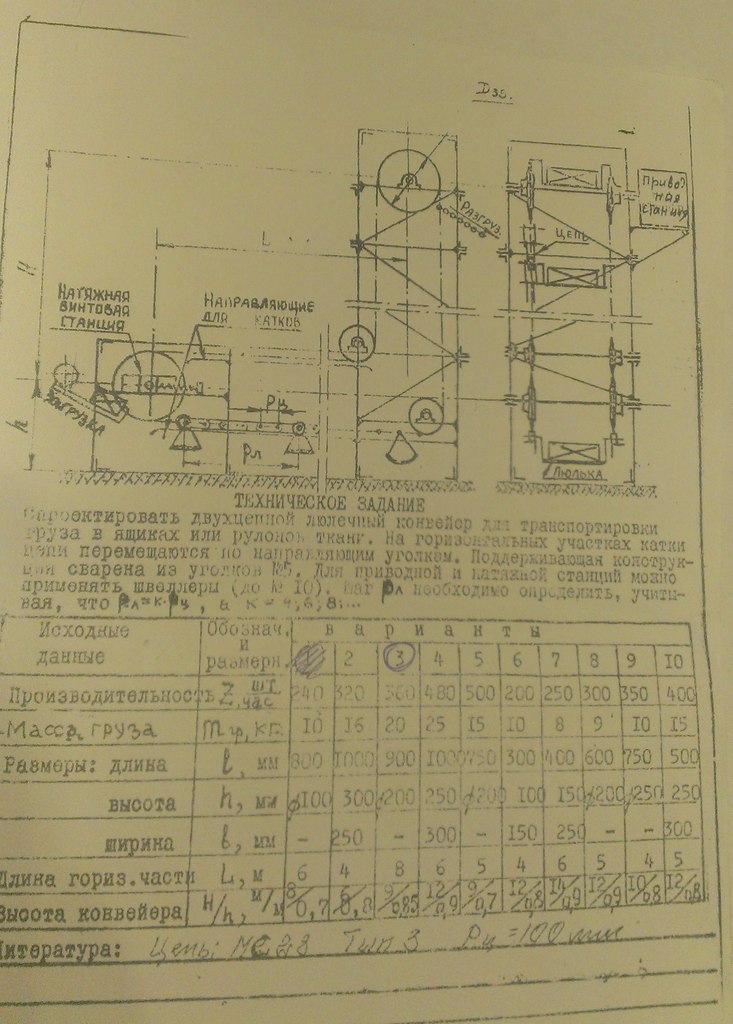 Дзв.
Приво
ная
станция
РАЗГРУЗ.
ЦЕПЬ
L
H
НАТЯЖНАЯ
ВИНТОВАЯ
СТАНЦИЯ
НАПРАВЛЯЮЩИЕ
ДЛЯ КАТКОВ
ЗАГРУЗКА
h
Рц
Рл
ЛЮЛЬКА
ТЕХНИЧЕСКОЕ ЗАДАНИЕ
Спроектировать двухцепной люлечный конвейер для транспортировки
груза в ящиках или рулонов ткани. На горизонтальных участках катки
цепи перемещаются по направляющим уголкам. Поддерживающая конструк-
ция сварена из уголков №5. Для приводной и натяжной станций можно
применять швеллеры (до № 10). Шаг Рл необходимо определить, учиты-
вая, что Рл=к·Рц, а к = 4;6;8...
Исходные данные Обознач. и размерн. варианты
2 3 4 5 6 7 8 9 10
Производительность Z, шт/час 240 320 360 480 500 200 250 300 350 400
Масса груза mгр, кг. 10 16 20 25 15 10 8 9 10 15
Размеры: длина l, мм 800 1000 900 1000 750 300 400 600 750 500
высота h, мм ϕ100 300 ϕ200 250 ϕ200 100 150 ϕ200 ϕ250 250
ширина b, мм - 250 - 300 - 150 250 - - 300
Длина гориз.части L, м 6 4 8 6 5 4 6 5 4 5
Высота конвейера H/h, м/м 8/0,7 6/0,8 9/0,85 12/0,9 9/0,7 12/0,8 14/0,9 12/0,9 10/0,8 12/0,8
Литература: Цепь: МС 28 Тип 3 Рц = 100 мм